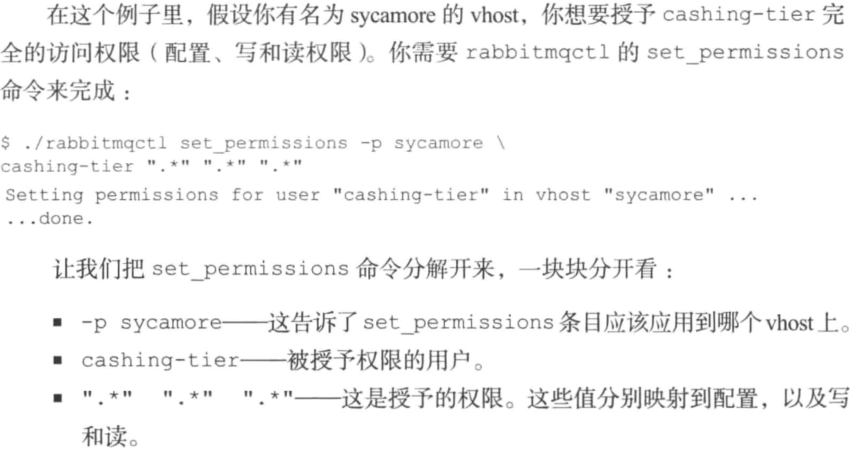 在这个例子里，假设你有名为 sycamore 的 vhost，你想要授予 cashing-tier 完
全的访问权限（配置、写和读权限）。你需要 rabbitmqctl 的 set_permissions
命令来完成：
$ ./rabbitmqctl set_permissions -p sycamore \
cashing-tier ".*" ".*" ".*"
Setting permissions for user "cashing-tier" in vhost "sycamore" ...
...done.
让我们把 set_permissions 命令分解开来，一块块分开看：
■ -p sycamore——这告诉了 set_permissions 条目应该应用到哪个 vhost 上。
■ cashing-tier——被授予权限的用户。
■ ".*" ".*" ".*"——这是授予的权限。这些值分别映射到配置，以及写
和读。